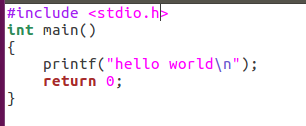 #include <stdio.h>
int main()
{
    printf("hello world\n");
    return 0;
}